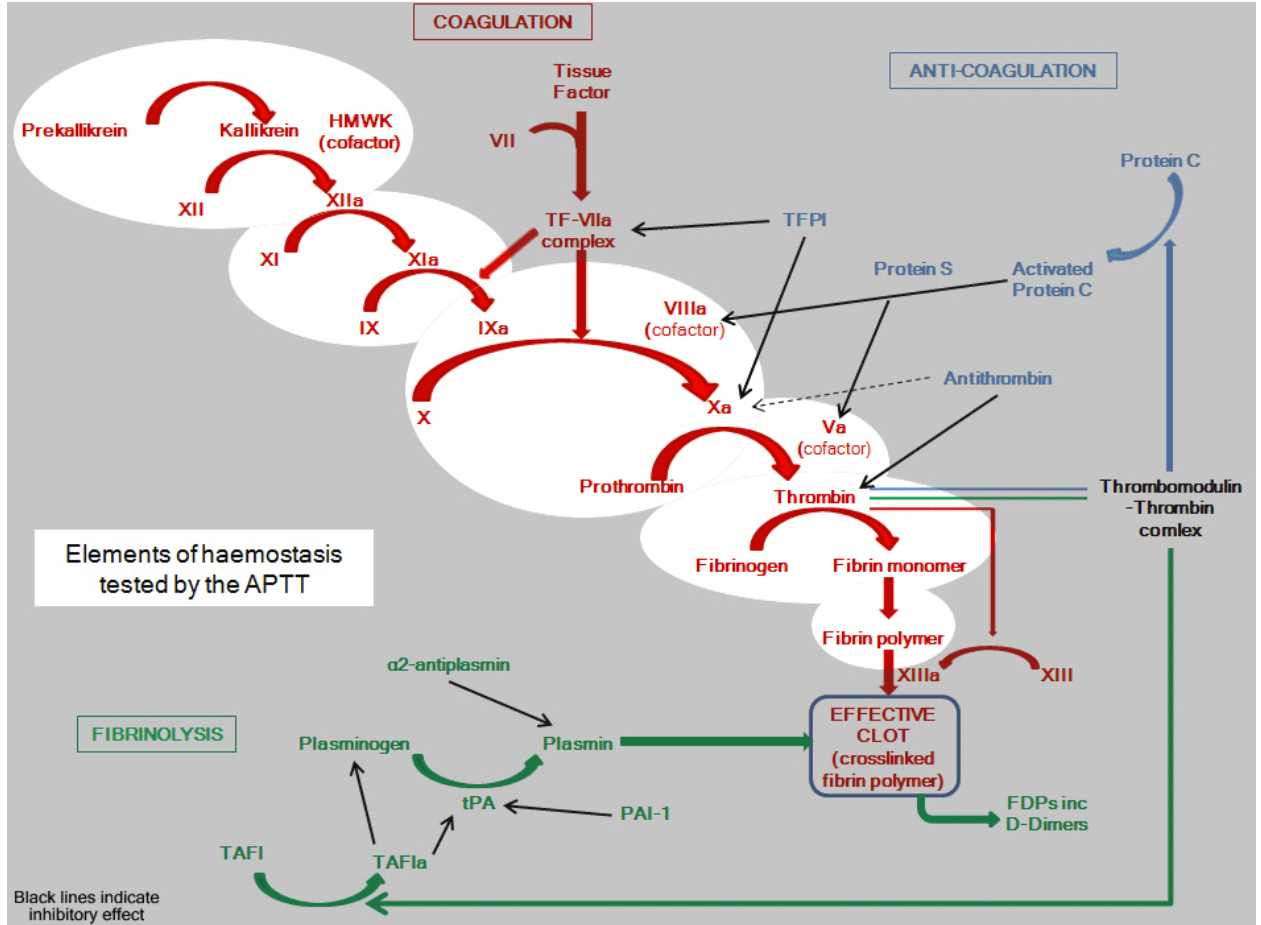 COAGULATION
ANTI-COAGULATION
Tissue
Factor
Prekallikrein
Kallikrein
HMWK
(cofactor)
VII
Protein C
XII
XIIa
TF-VIIa
complex
TFPI
XI
XIa
Protein S
Activated
Protein C
IX
IXa
VIIIa
(cofactor)
Antithrombin
X
Xa
Va
(cofactor)
Prothrombin
Thrombin
Thrombomodulin
-Thrombin
comlex
Elements of haemostasis
tested by the APTT
Fibrinogen
Fibrin monomer
Fibrin polymer
α2-antiplasmin
XIIIa
XIII
FIBRINOLYSIS
Plasminogen
Plasmin
EFFECTIVE
CLOT
(crosslinked
fibrin polymer)
tPA
PAI-1
FDPs inc
D-Dimers
TAFI
TAFIa
Black lines indicate
inhibitory effect